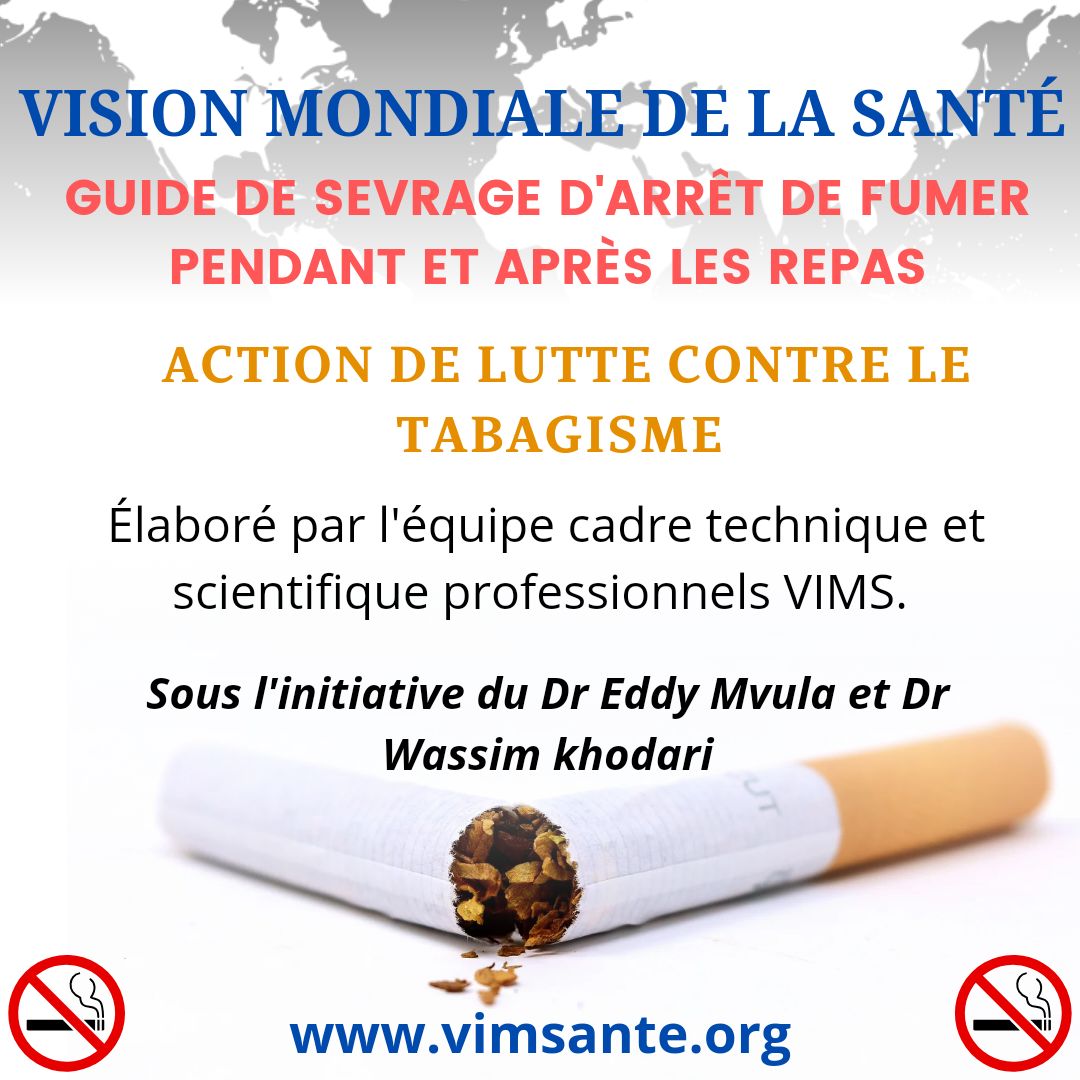 VISION MONDIALE DE LA SANTÉ
GUIDE DE SEVRAGE D'ARRÊT DE FUMER
PENDANT ET APRÈS LES REPAS
ACTION DE LUTTE CONTRE LE
TABAGISME
Élaboré par l'équipe cadre technique et
scientifique professionnels VIMS.
Sous l'initiative du Dr Eddy Mvula et Dr
Wassim khodari
www.vimsante.org